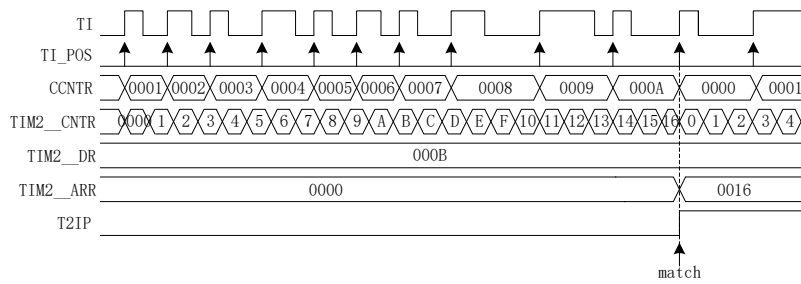 TI
TI_POS
CCNTR 0001 0002 0003 0004 0005 0006 0007 0008 0009 000A 0000 0001
TIM2__CNTR 0000 1 2 3 4 5 6 7 8 9 A B C D E F 10 11 12 13 14 15 16 0 1 2 3 4
TIM2__DR 000B
TIM2__ARR 0000 0016
T2IP
match